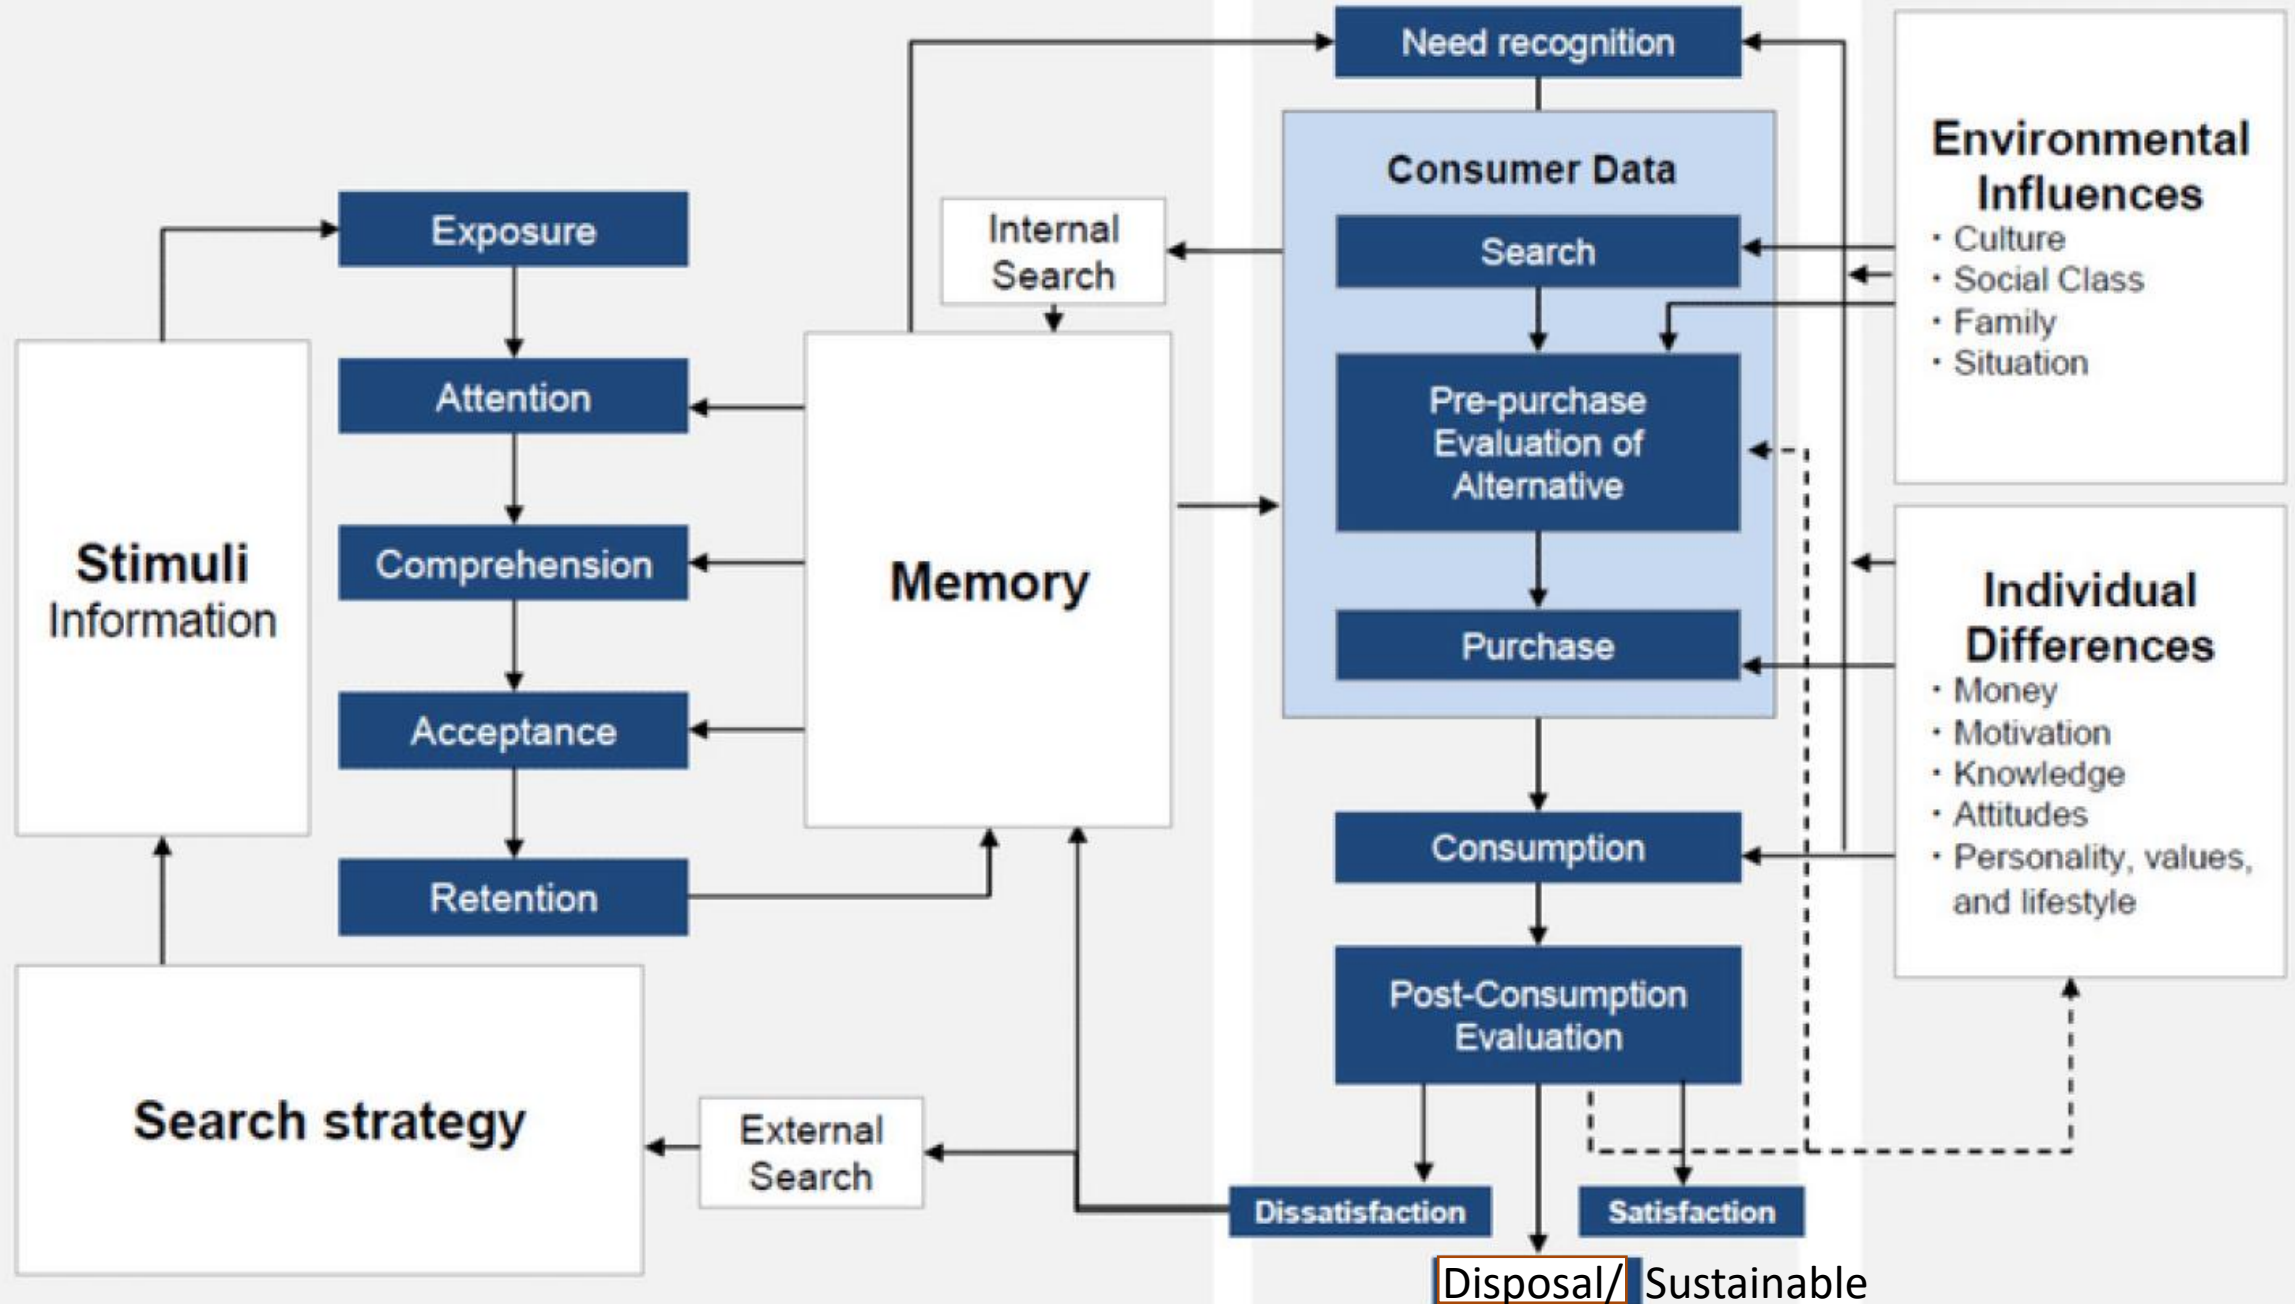 Need recognition
Consumer Data
Search
Pre-purchase
Evaluation of
Alternative
Purchase
Consumption
Post-Consumption
Evaluation
Dissatisfaction
Satisfaction
Disposal/ Sustainable
Exposure
Attention
Comprehension
Acceptance
Retention
Stimuli
Information
Internal
Search
Memory
Search strategy
External
Search
Environmental
Influences
・Culture
・Social Class
・Family
・Situation
Individual
Differences
・Money
・Motivation
・Knowledge
・Attitudes
・Personality, values,
and lifestyle